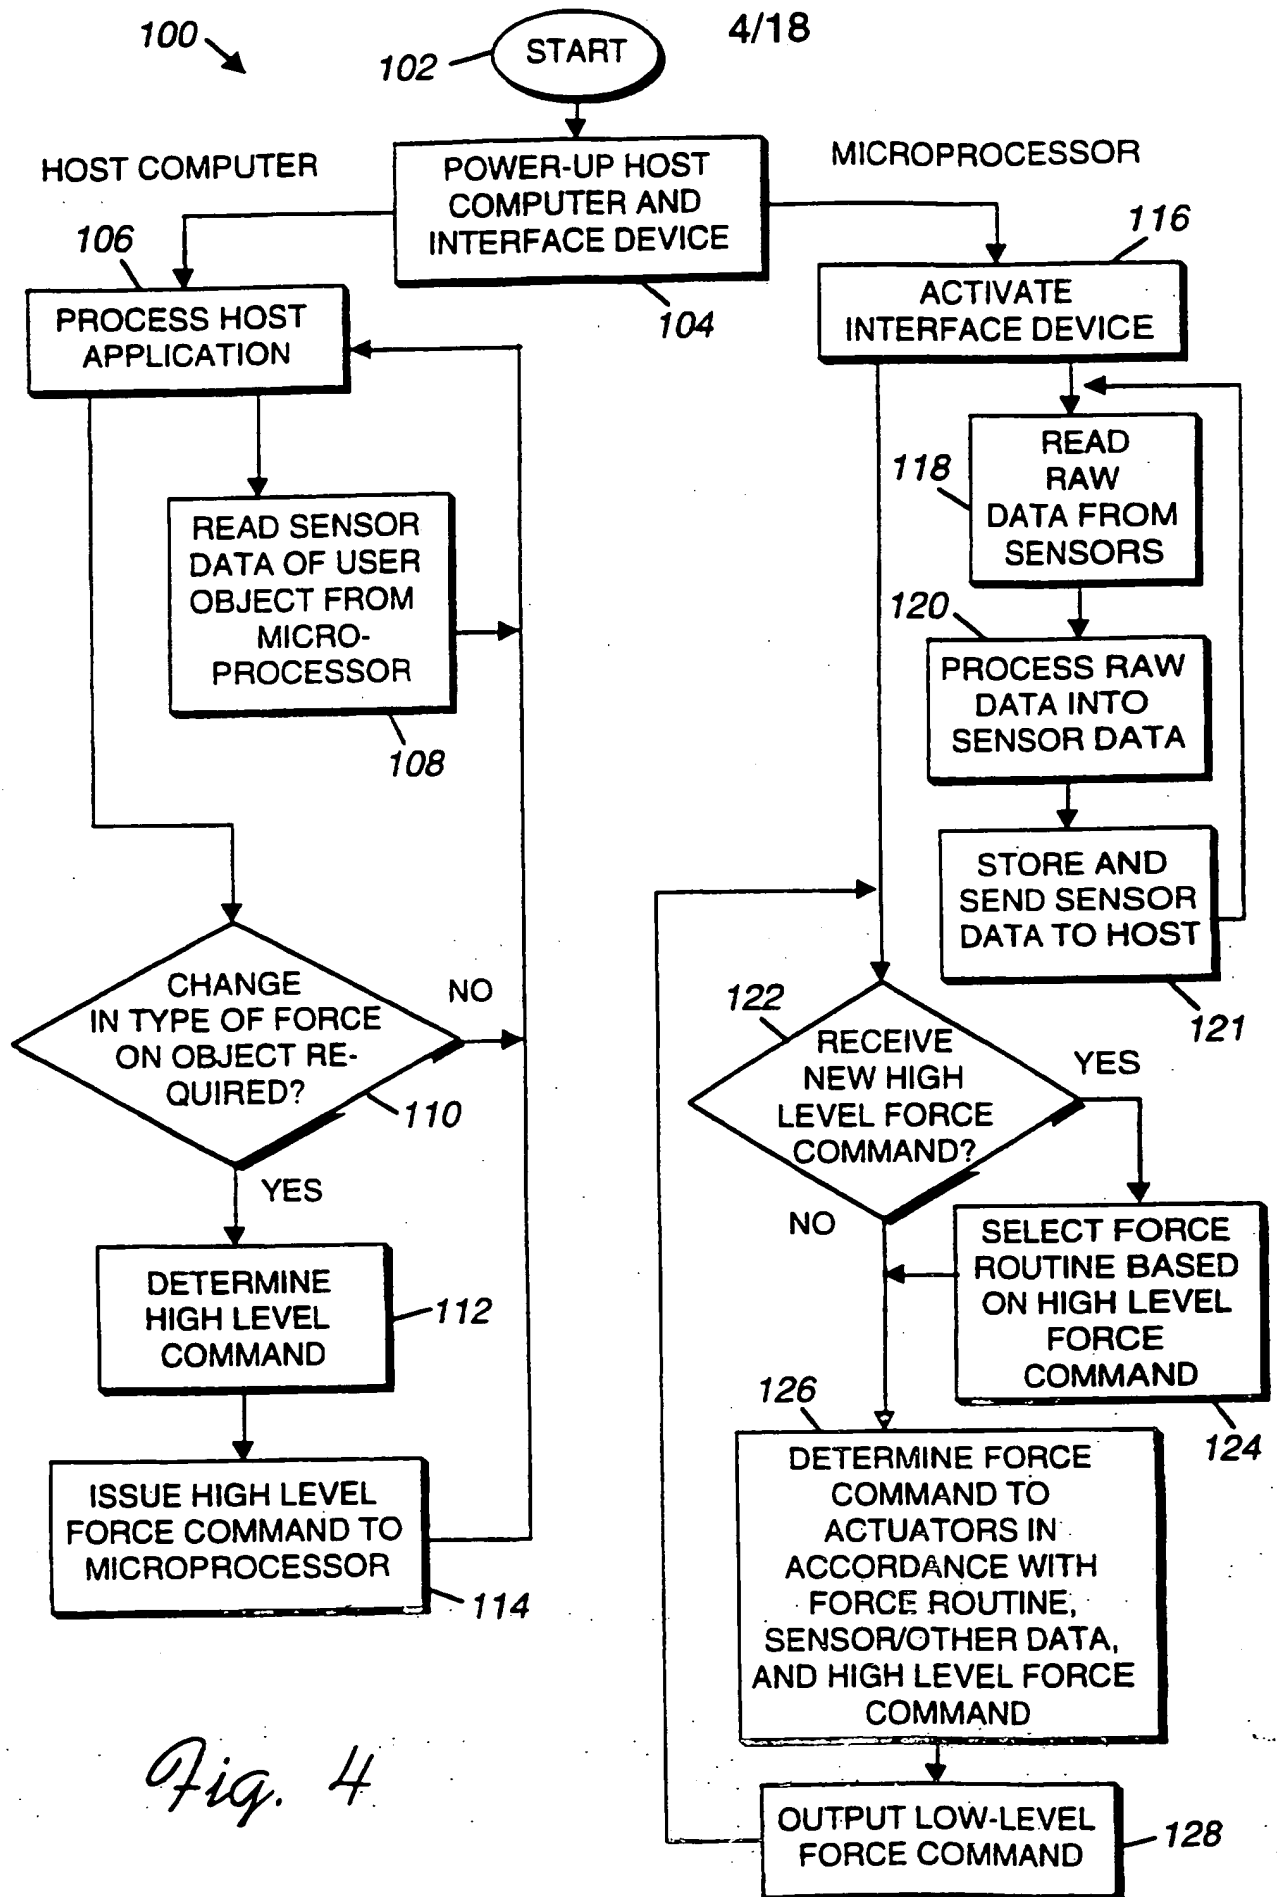 4/18
100
102
START
HOST COMPUTER
MICROPROCESSOR
POWER-UP HOST
COMPUTER AND
INTERFACE DEVICE
104
106
PROCESS HOST
APPLICATION
READ SENSOR
DATA OF USER
OBJECT FROM
MICRO-
PROCESSOR
108
CHANGE
IN TYPE OF FORCE
ON OBJECT RE-
QUIRED?
110
NO
YES
DETERMINE
HIGH LEVEL
COMMAND
112
ISSUE HIGH LEVEL
FORCE COMMAND TO
MICROPROCESSOR
114
116
ACTIVATE
INTERFACE DEVICE
118
READ
RAW
DATA FROM
SENSORS
120
PROCESS RAW
DATA INTO
SENSOR DATA
STORE AND
SEND SENSOR
DATA TO HOST
121
122
RECEIVE
NEW HIGH
LEVEL FORCE
COMMAND?
YES
NO
SELECT FORCE
ROUTINE BASED
ON HIGH LEVEL
FORCE
COMMAND
124
126
DETERMINE FORCE
COMMAND TO
ACTUATORS IN
ACCORDANCE WITH
FORCE ROUTINE,
SENSOR/OTHER DATA,
AND HIGH LEVEL FORCE
COMMAND
OUTPUT LOW-LEVEL
FORCE COMMAND
128
Fig. 4